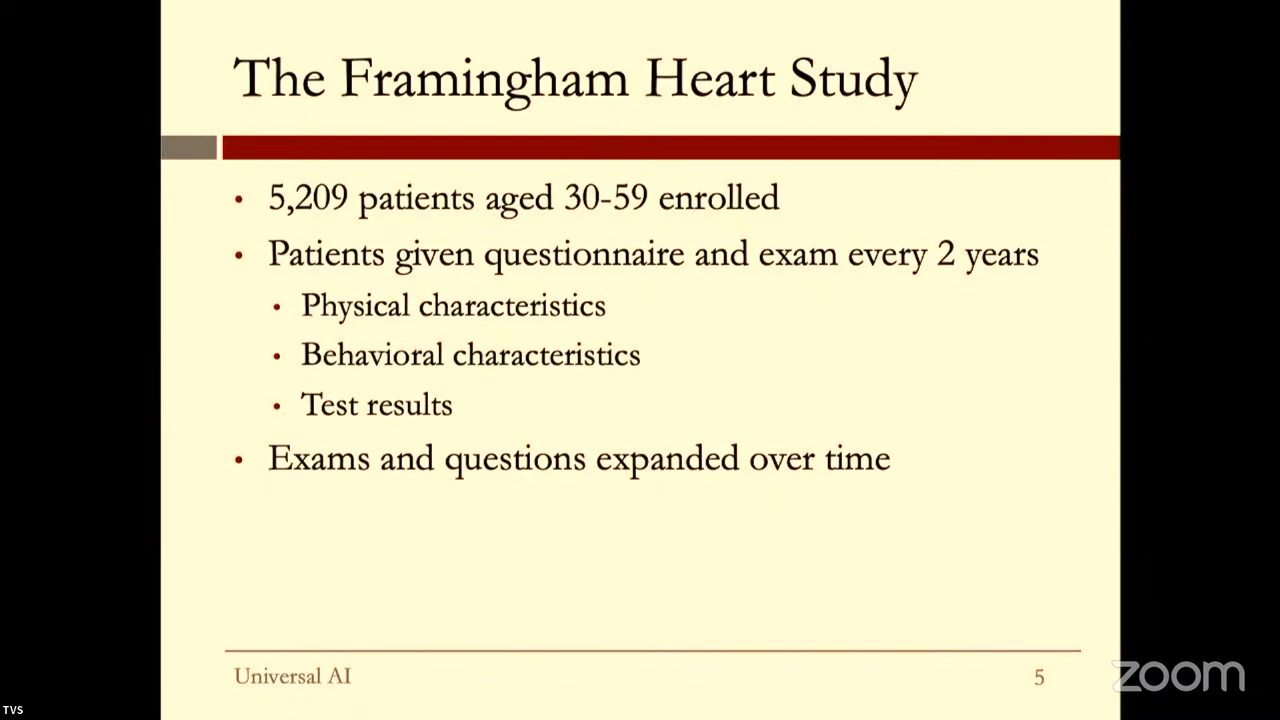 The Framingham Heart Study
• 5,209 patients aged 30-59 enrolled
• Patients given questionnaire and exam every 2 years
• Physical characteristics
• Behavioral characteristics
• Test results
• Exams and questions expanded over time
Universal AI
5
zoom
TVS